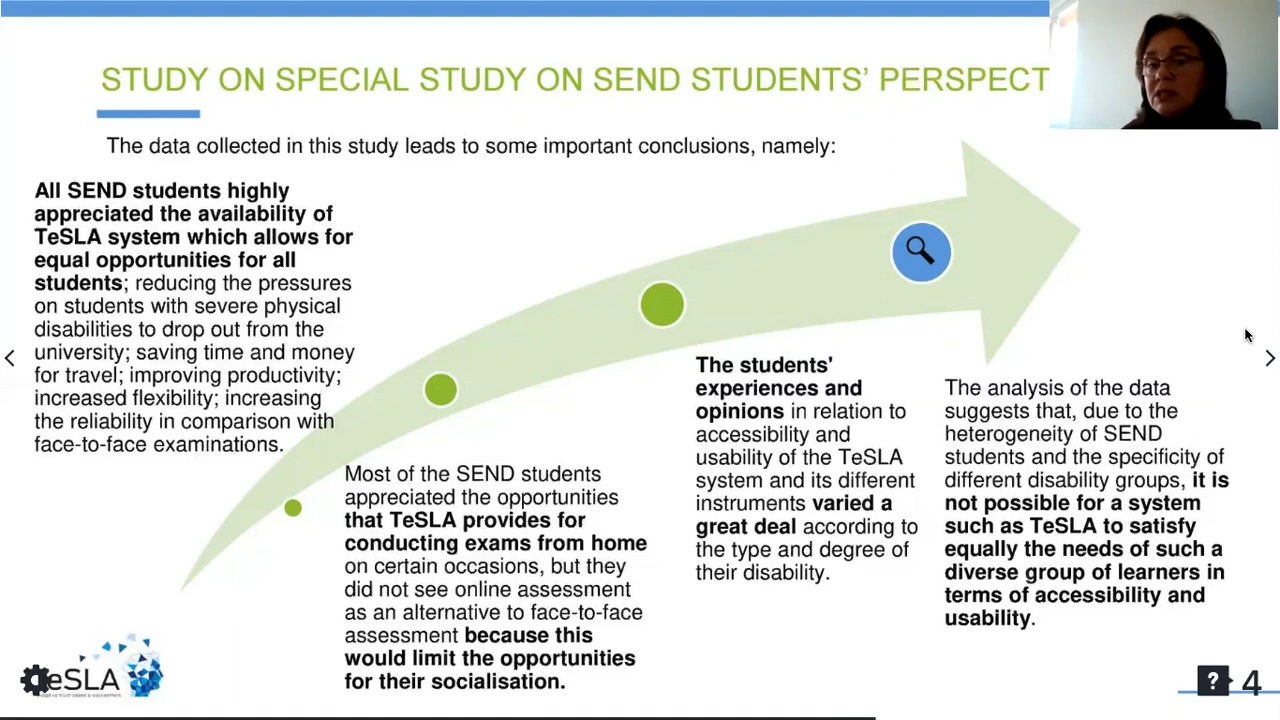 STUDY ON SPECIAL STUDY ON SEND STUDENTS' PERSPECT
The data collected in this study leads to some important conclusions, namely:
All SEND students highly
appreciated the availability of
TeSLA system which allows for
equal opportunities for all
students; reducing the pressures
on students with severe physical
disabilities to drop out from the
university; saving time and money
for travel; improving productivity;
increased flexibility; increasing
the reliability in comparison with
face-to-face examinations.
Most of the SEND students
appreciated the opportunities
that TeSLA provides for
conducting exams from home
on certain occasions, but they
did not see online assessment
as an alternative to face-to-face
assessment because this
would limit the opportunities
for their socialisation.
The students'
experiences and
opinions in relation to
accessibility and
usability of the TeSLA
system and its different
instruments varied a
great deal according to
the type and degree of
their disability.
The analysis of the data
suggests that, due to the
heterogeneity of SEND
students and the specificity of
different disability groups, it is
not possible for a system
such as TeSLA to satisfy
equally the needs of such a
diverse group of learners in
terms of accessibility and
usability.
eSLA
? 4